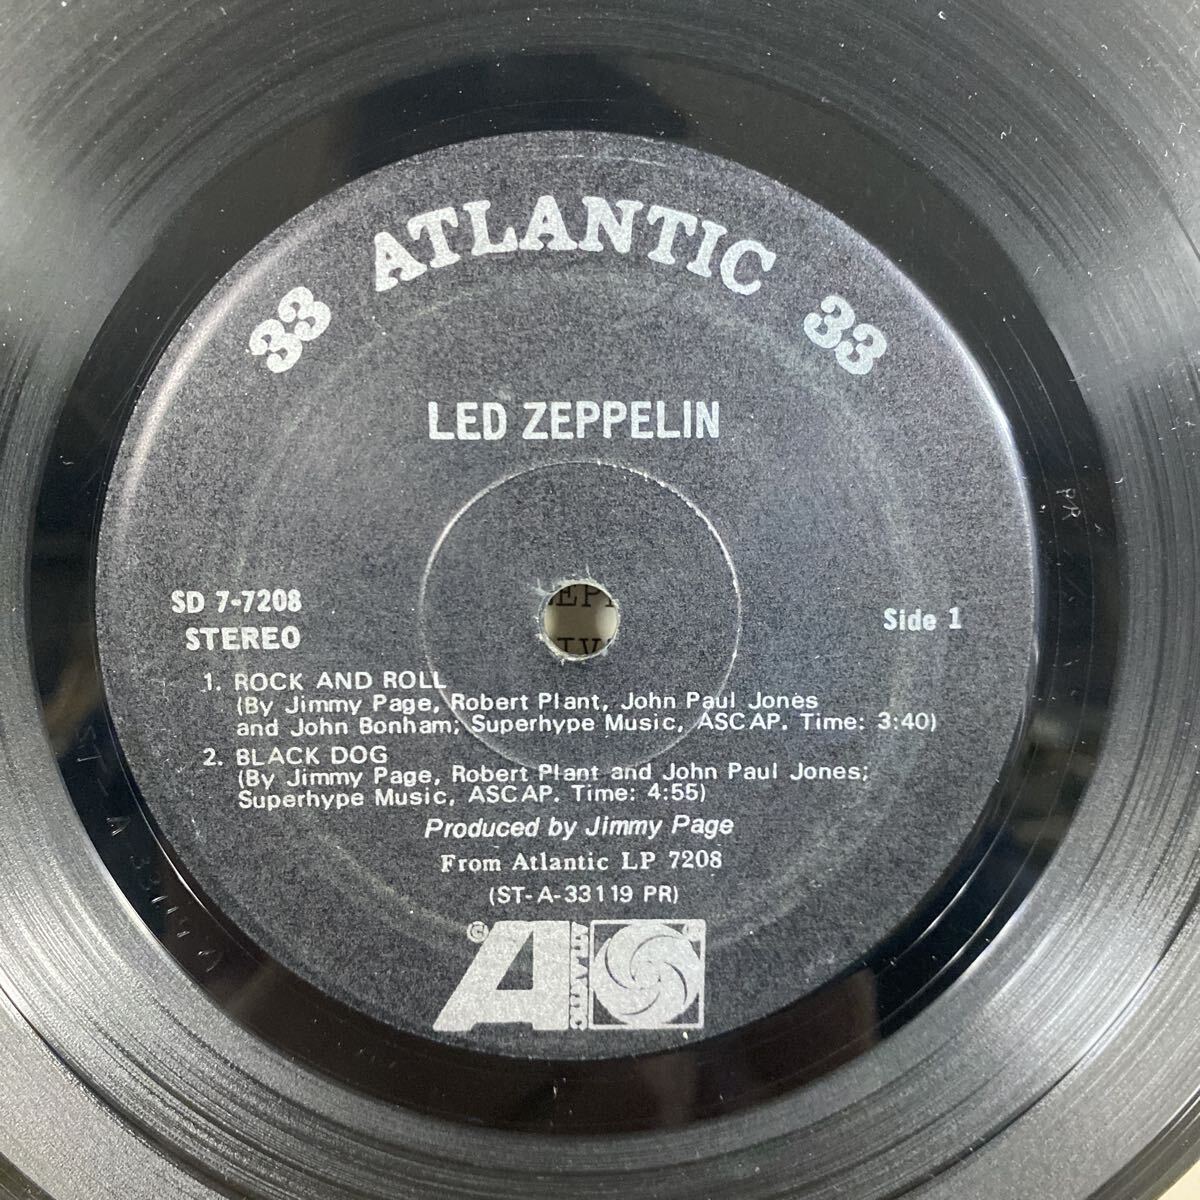 ATLANTIC
33 33
LED ZEPPELIN
SD 7-7208
STEREO
Side 1
1. ROCK AND ROLL
(By Jimmy Page, Robert Plant, John Paul Jones
and John Bonham; Superhype Music, ASCAP. Time: 3:40)
2. BLACK DOG
(By Jimmy Page, Robert Plant and John Paul Jones;
Superhype Music, ASCAP. Time: 4:55)
Produced by Jimmy Page
From Atlantic LP 7208
(ST-A-33119 PR)
© A ATLANTIC
PR